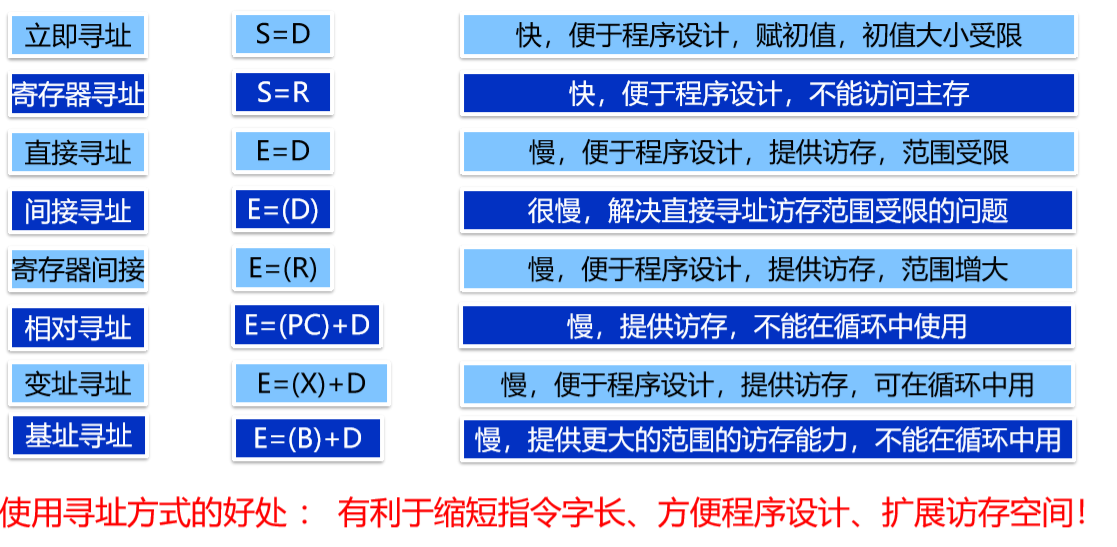 立即寻址 S=D 快，便于程序设计，赋初值，初值大小受限
寄存器寻址 S=R 快，便于程序设计，不能访问主存
直接寻址 E=D 慢，便于程序设计，提供访存，范围受限
间接寻址 E=(D) 很慢，解决直接寻址访存范围受限的问题
寄存器间接 E=(R) 慢，便于程序设计，提供访存，范围增大
相对寻址 E=(PC)+D 慢，提供访存，不能在循环中使用
变址寻址 E=(X)+D 慢，便于程序设计，提供访存，可在循环中用
基址寻址 E=(B)+D 慢，提供更大的范围的访存能力，不能在循环中用
使用寻址方式的好处： 有利于缩短指令字长、方便程序设计、扩展访存空间！